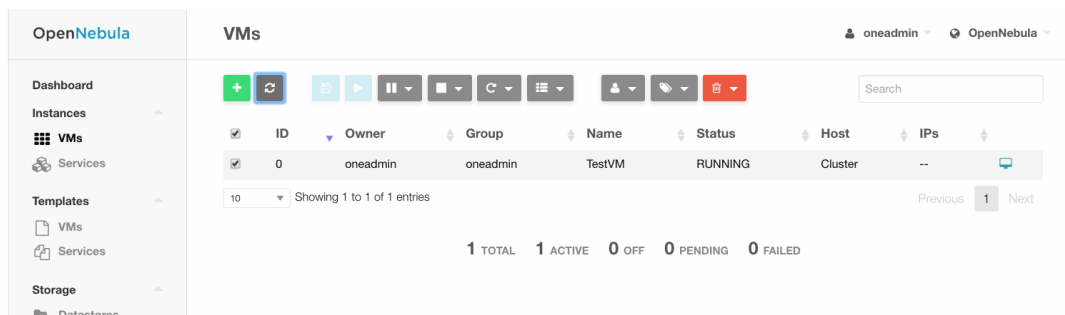 OpenNebula
VMs
oneadmin
OpenNebula
Dashboard
Instances
VMs
Services
Templates
VMs
Services
Storage
Datastores
Search
ID Owner Group Name Status Host IPs
0 oneadmin oneadmin TestVM RUNNING Cluster --
10 Showing 1 to 1 of 1 entries
Previous 1 Next
1 TOTAL 1 ACTIVE 0 OFF 0 PENDING 0 FAILED